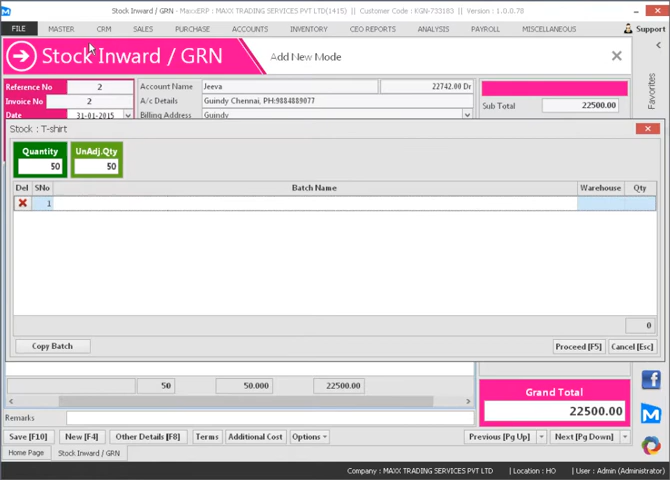 Stock Inward / GRN - MaxxERP : MAXX TRADING SERVICES PVT LTD(1415) || Customer Code : KGN-733183 || Version : 1.0.0.78
FILE MASTER CRM SALES PURCHASE ACCOUNTS INVENTORY CEO REPORTS ANALYSIS PAYROLL MISCELLANEOUS Support
Stock Inward / GRN Add New Mode
Favorites
Reference No 2 Account Name Jeeva 22742.00 Dr
Invoice No 2 A/c Details Guindy Chennai, PH:9884889077 Sub Total 22500.00
Date 31-01-2015 Billing Address Guindy
Stock : T-shirt
Quantity UnAdj.Qty
50 50
Del SNo Batch Name Warehouse Qty
1
0
Copy Batch Proceed [F5] Cancel [Esc]
50 50.000 22500.00
Grand Total
22500.00
Remarks
Save [F10] New [F4] Other Details [F8] Terms Additional Cost Options Previous [Pg Up] Next [Pg Down]
Home Page Stock Inward / GRN
Company : MAXX TRADING SERVICES PVT LTD | Location : HO | User : Admin (Administrator)